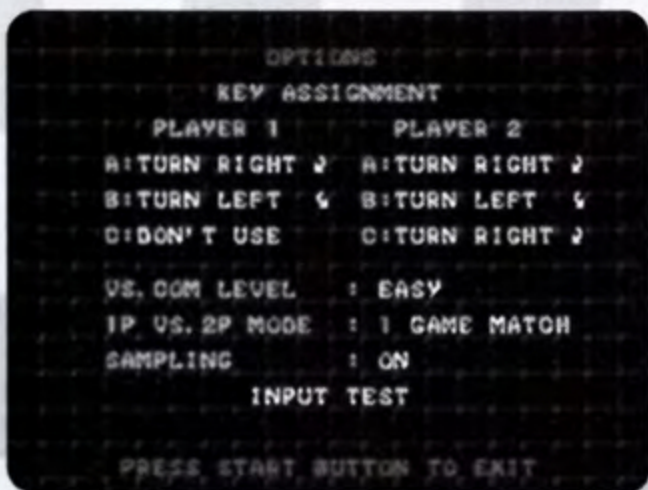 OPTIONS
KEY ASSIGNMENT
PLAYER 1 PLAYER 2
A:TURN RIGHT A:TURN RIGHT
B:TURN LEFT B:TURN LEFT
C:DON'T USE C:TURN RIGHT
VS.COM LEVEL : EASY
1P VS.2P MODE : 1 GAME MATCH
SAMPLING : ON
INPUT TEST
PRESS START BUTTON TO EXIT